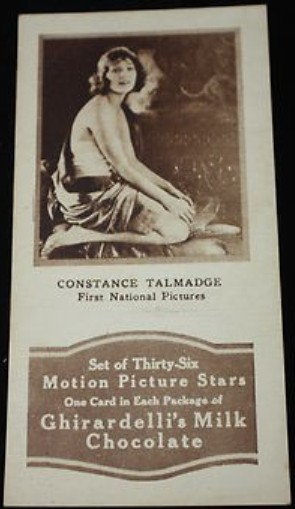 CONSTANCE TALMADGE
First National Pictures
Set of Thirty-Six
Motion Picture Stars
One Card in Each Package of
Ghirardelli's Milk
Chocolate